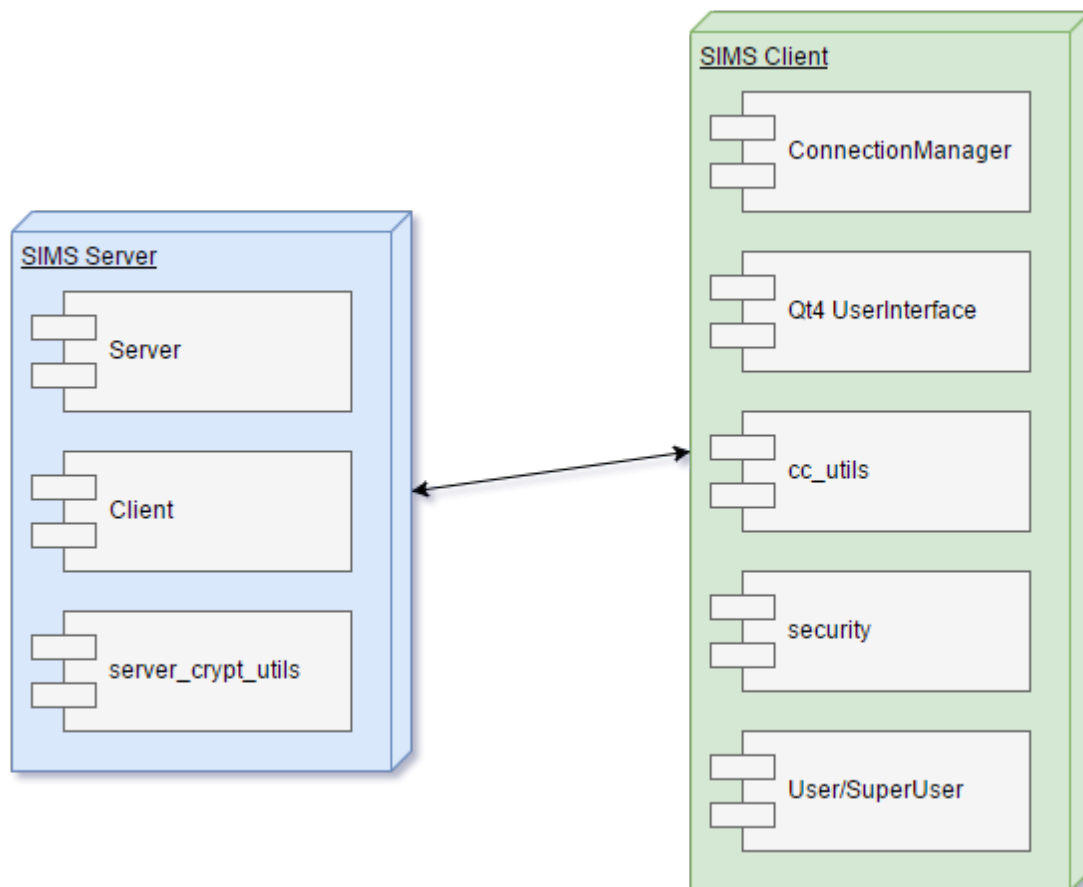 SIMS Server
Server
Client
server_crypt_utils
SIMS Client
ConnectionManager
Qt4 UserInterface
cc_utils
security
User/SuperUser